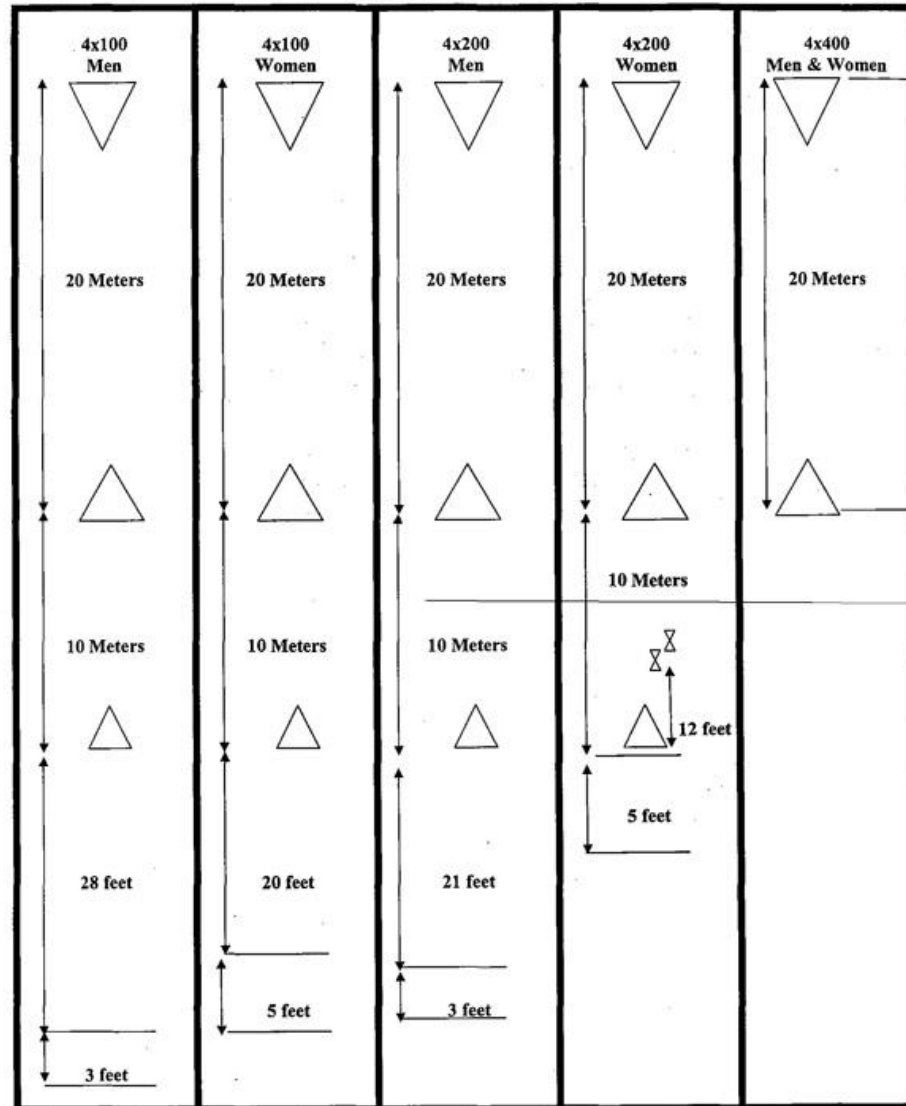 4x100
Men
4x100
Women
4x200
Men
4x200
Women
4x400
Men & Women
20 Meters
20 Meters
20 Meters
20 Meters
20 Meters
10 Meters
10 Meters
10 Meters
10 Meters
12 feet
5 feet
28 feet
20 feet
21 feet
5 feet
3 feet
3 feet